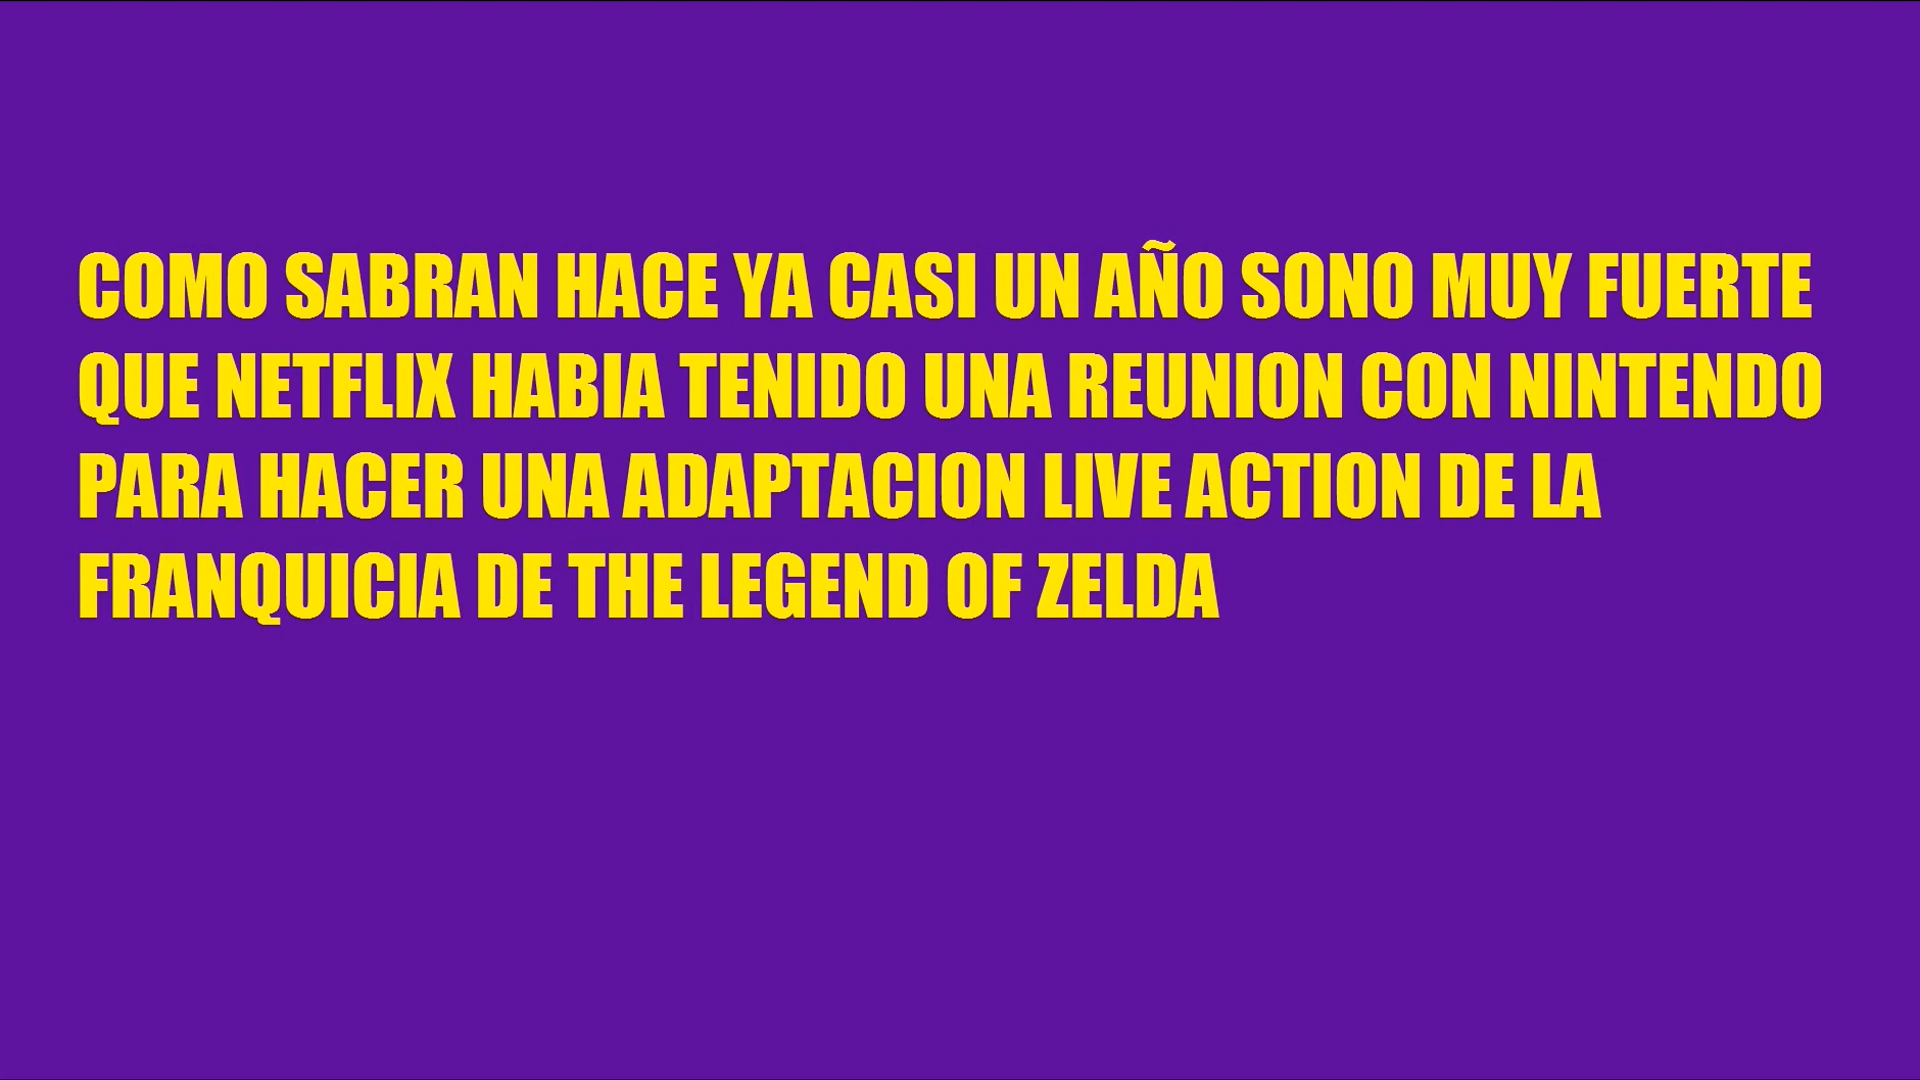 COMO SABRAN HACE YA CASI UN AÑO SONO MUY FUERTE
QUE NETFLIX HABIA TENIDO UNA REUNION CON NINTENDO
PARA HACER UNA ADAPTACION LIVE ACTION DE LA
FRANQUICIA DE THE LEGEND OF ZELDA